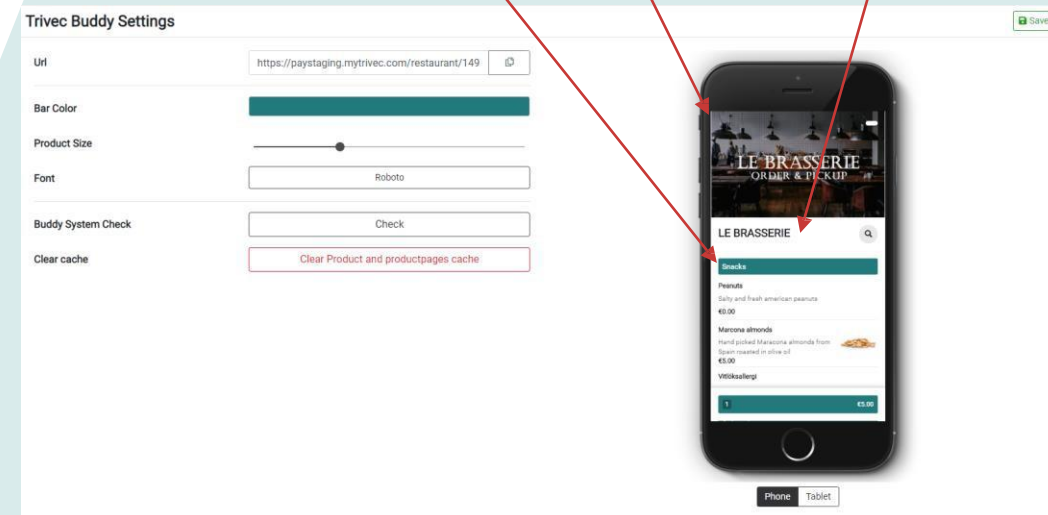 Trivec Buddy Settings
Save
Url
https://paystaging.mytrivec.com/restaurant/149
Bar Color
Product Size
Font
Roboto
Buddy System Check
Check
Clear cache
Clear Product and productpages cache
LE BRASSERIE
ORDER & PICKUP
LE BRASSERIE
Snacks
Peanuts
Salty and fresh american peanuts
€0.00
Marcona almonds
Hand picked Maracona almonds from
Spain roasted in olive oil
€5.00
Vitlöksallergi
1 €5.00
Phone Tablet